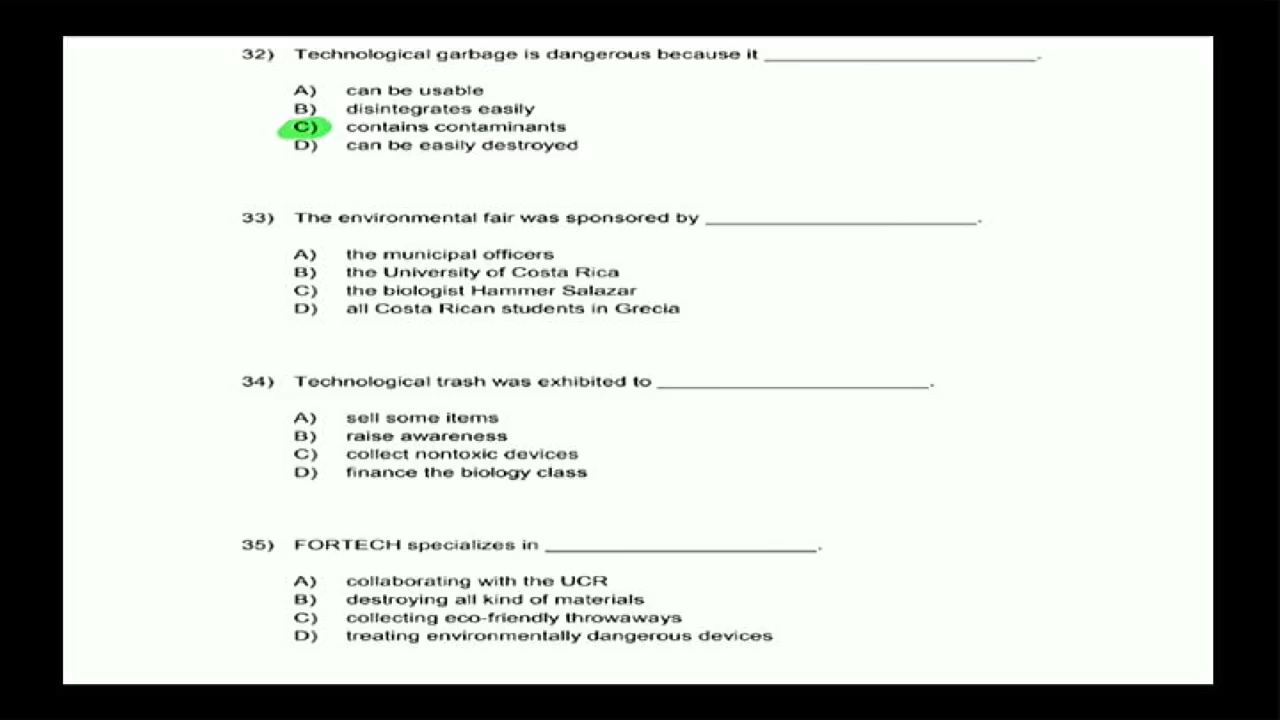 32) Technological garbage is dangerous because it ____________________.
A) can be usable
B) disintegrates easily
C) contains contaminants
D) can be easily destroyed
33) The environmental fair was sponsored by ____________________.
A) the municipal officers
B) the University of Costa Rica
C) the biologist Hammer Salazar
D) all Costa Rican students in Grecia
34) Technological trash was exhibited to ____________________.
A) sell some items
B) raise awareness
C) collect nontoxic devices
D) finance the biology class
35) FORTECH specializes in ____________________.
A) collaborating with the UCR
B) destroying all kind of materials
C) collecting eco-friendly throwaways
D) treating environmentally dangerous devices